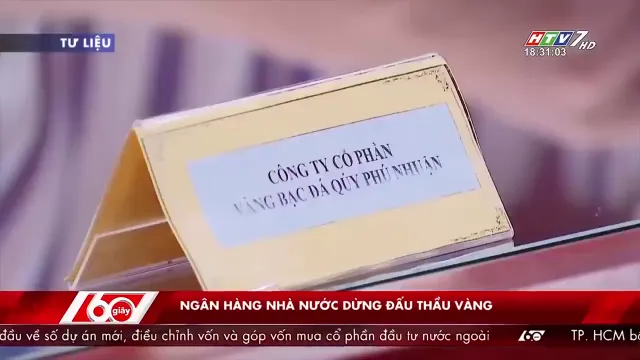 TƯ LIỆU
HTV7 HD
18:31:03
CÔNG TY CỔ PHẦN
VÀNG BẠC ĐÁ QÚY PHÚ NHUẬN
60 giây
NGÂN HÀNG NHÀ NƯỚC DỪNG ĐẤU THẦU VÀNG
đầu về số dự án mới, điều chỉnh vốn và góp vốn mua cổ phần đầu tư nước ngoài 60 TP. HCM b